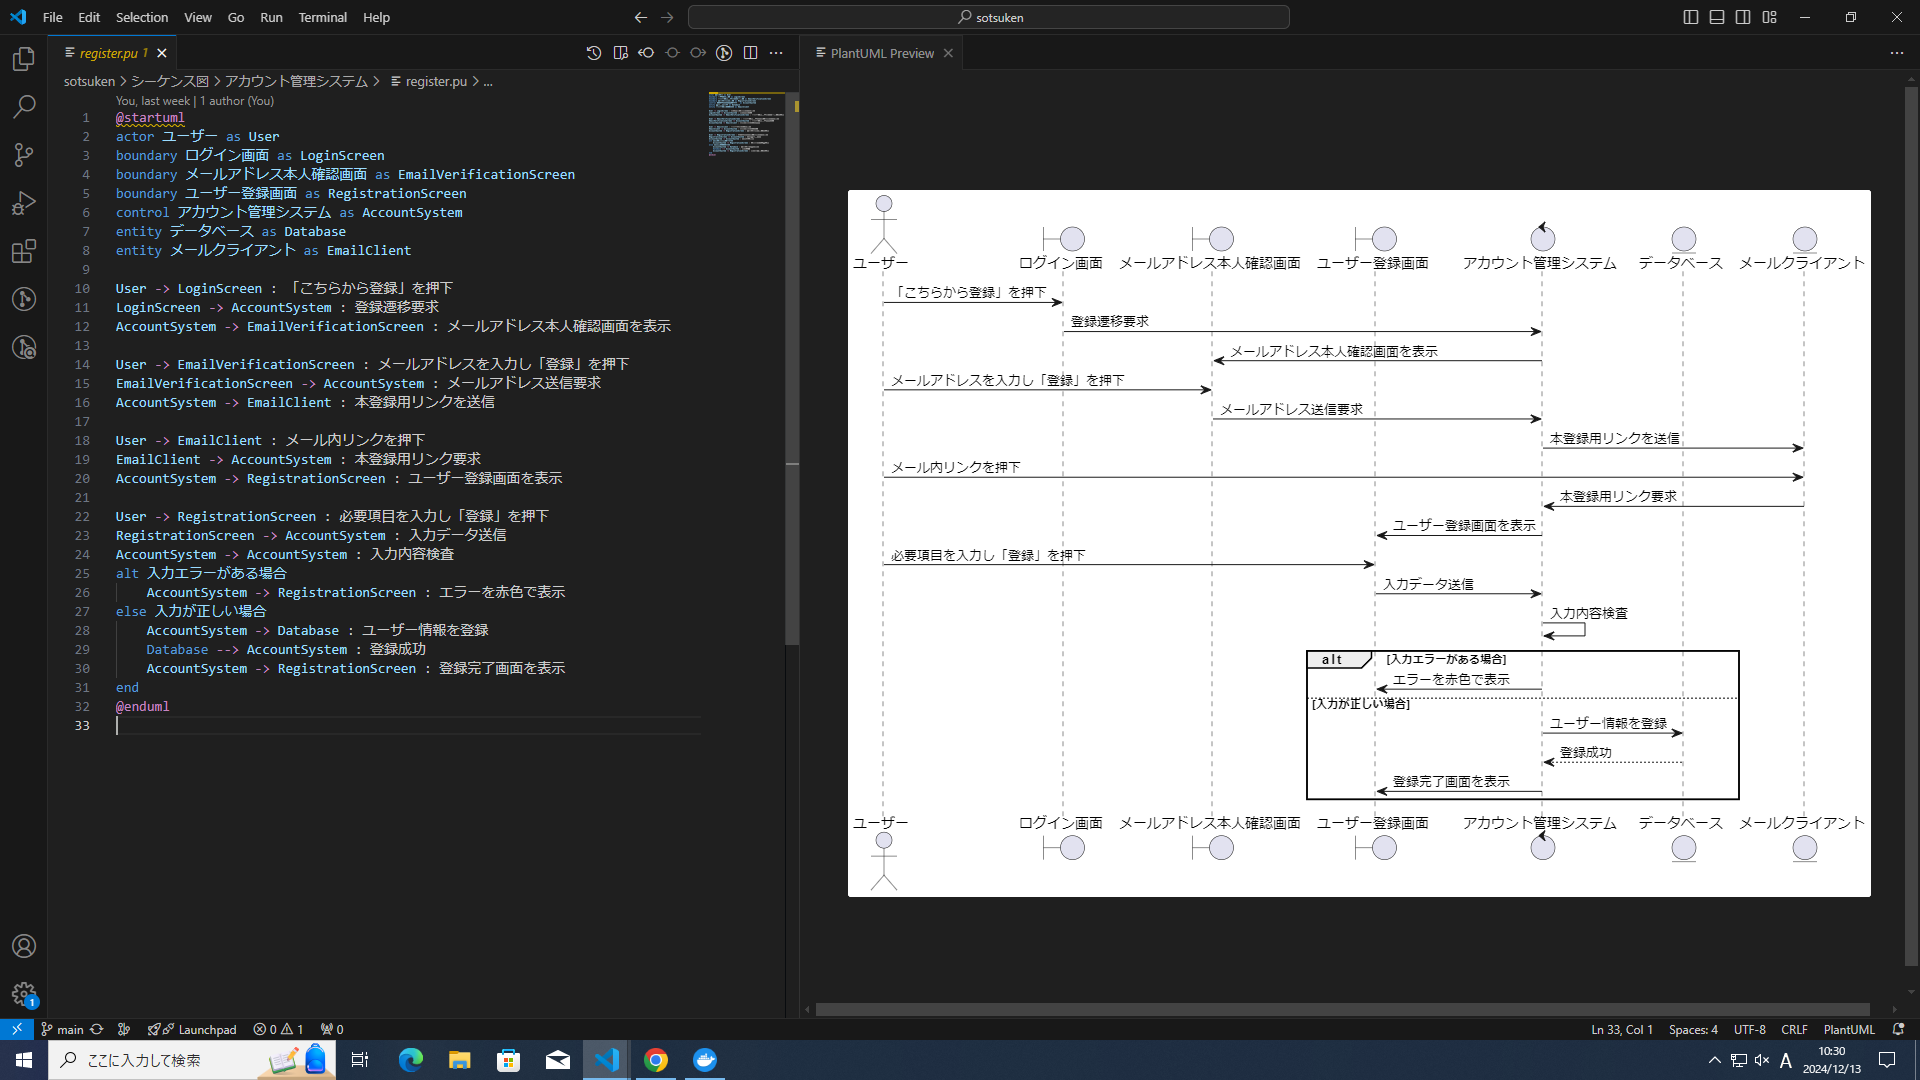 File Edit Selection View Go Run Terminal Help
sotsuken
register.pu 1
PlantUML Preview
sotsuken > シーケンス図 > アカウント管理システム > register.pu > ...
You, last week | 1 author (You)
1 @startuml
2 actor ユーザー as User
3 boundary ログイン画面 as LoginScreen
4 boundary メールアドレス本人確認画面 as EmailVerificationScreen
5 boundary ユーザー登録画面 as RegistrationScreen
6 control アカウント管理システム as AccountSystem
7 entity データベース as Database
8 entity メールクライアント as EmailClient
9
10 User -> LoginScreen : 「こちらから登録」を押下
11 LoginScreen -> AccountSystem : 登録遷移要求
12 AccountSystem -> EmailVerificationScreen : メールアドレス本人確認画面を表示
13
14 User -> EmailVerificationScreen : メールアドレスを入力し「登録」を押下
15 EmailVerificationScreen -> AccountSystem : メールアドレス送信要求
16 AccountSystem -> EmailClient : 本登録用リンクを送信
17
18 User -> EmailClient : メール内リンクを押下
19 EmailClient -> AccountSystem : 本登録用リンク要求
20 AccountSystem -> RegistrationScreen : ユーザー登録画面を表示
21
22 User -> RegistrationScreen : 必要項目を入力し「登録」を押下
23 RegistrationScreen -> AccountSystem : 入力データ送信
24 AccountSystem -> AccountSystem : 入力内容検査
25 alt 入力エラーがある場合
26 AccountSystem -> RegistrationScreen : エラーを赤色で表示
27 else 入力が正しい場合
28 AccountSystem -> Database : ユーザー情報を登録
29 Database --> AccountSystem : 登録成功
30 AccountSystem -> RegistrationScreen : 登録完了画面を表示
31 end
32 @enduml
33
ユーザー ログイン画面 メールアドレス本人確認画面 ユーザー登録画面 アカウント管理システム データベース メールクライアント
「こちらから登録」を押下
登録遷移要求
メールアドレス本人確認画面を表示
メールアドレスを入力し「登録」を押下
メールアドレス送信要求
本登録用リンクを送信
メール内リンクを押下
本登録用リンク要求
ユーザー登録画面を表示
必要項目を入力し「登録」を押下
入力データ送信
入力内容検査
alt [入力エラーがある場合]
エラーを赤色で表示
[入力が正しい場合]
ユーザー情報を登録
登録成功
登録完了画面を表示
ユーザー ログイン画面 メールアドレス本人確認画面 ユーザー登録画面 アカウント管理システム データベース メールクライアント
1
main Launchpad 0 1 0 Ln 33, Col 1 Spaces: 4 UTF-8 CRLF PlantUML
ここに入力して検索
A
10:30
2024/12/13